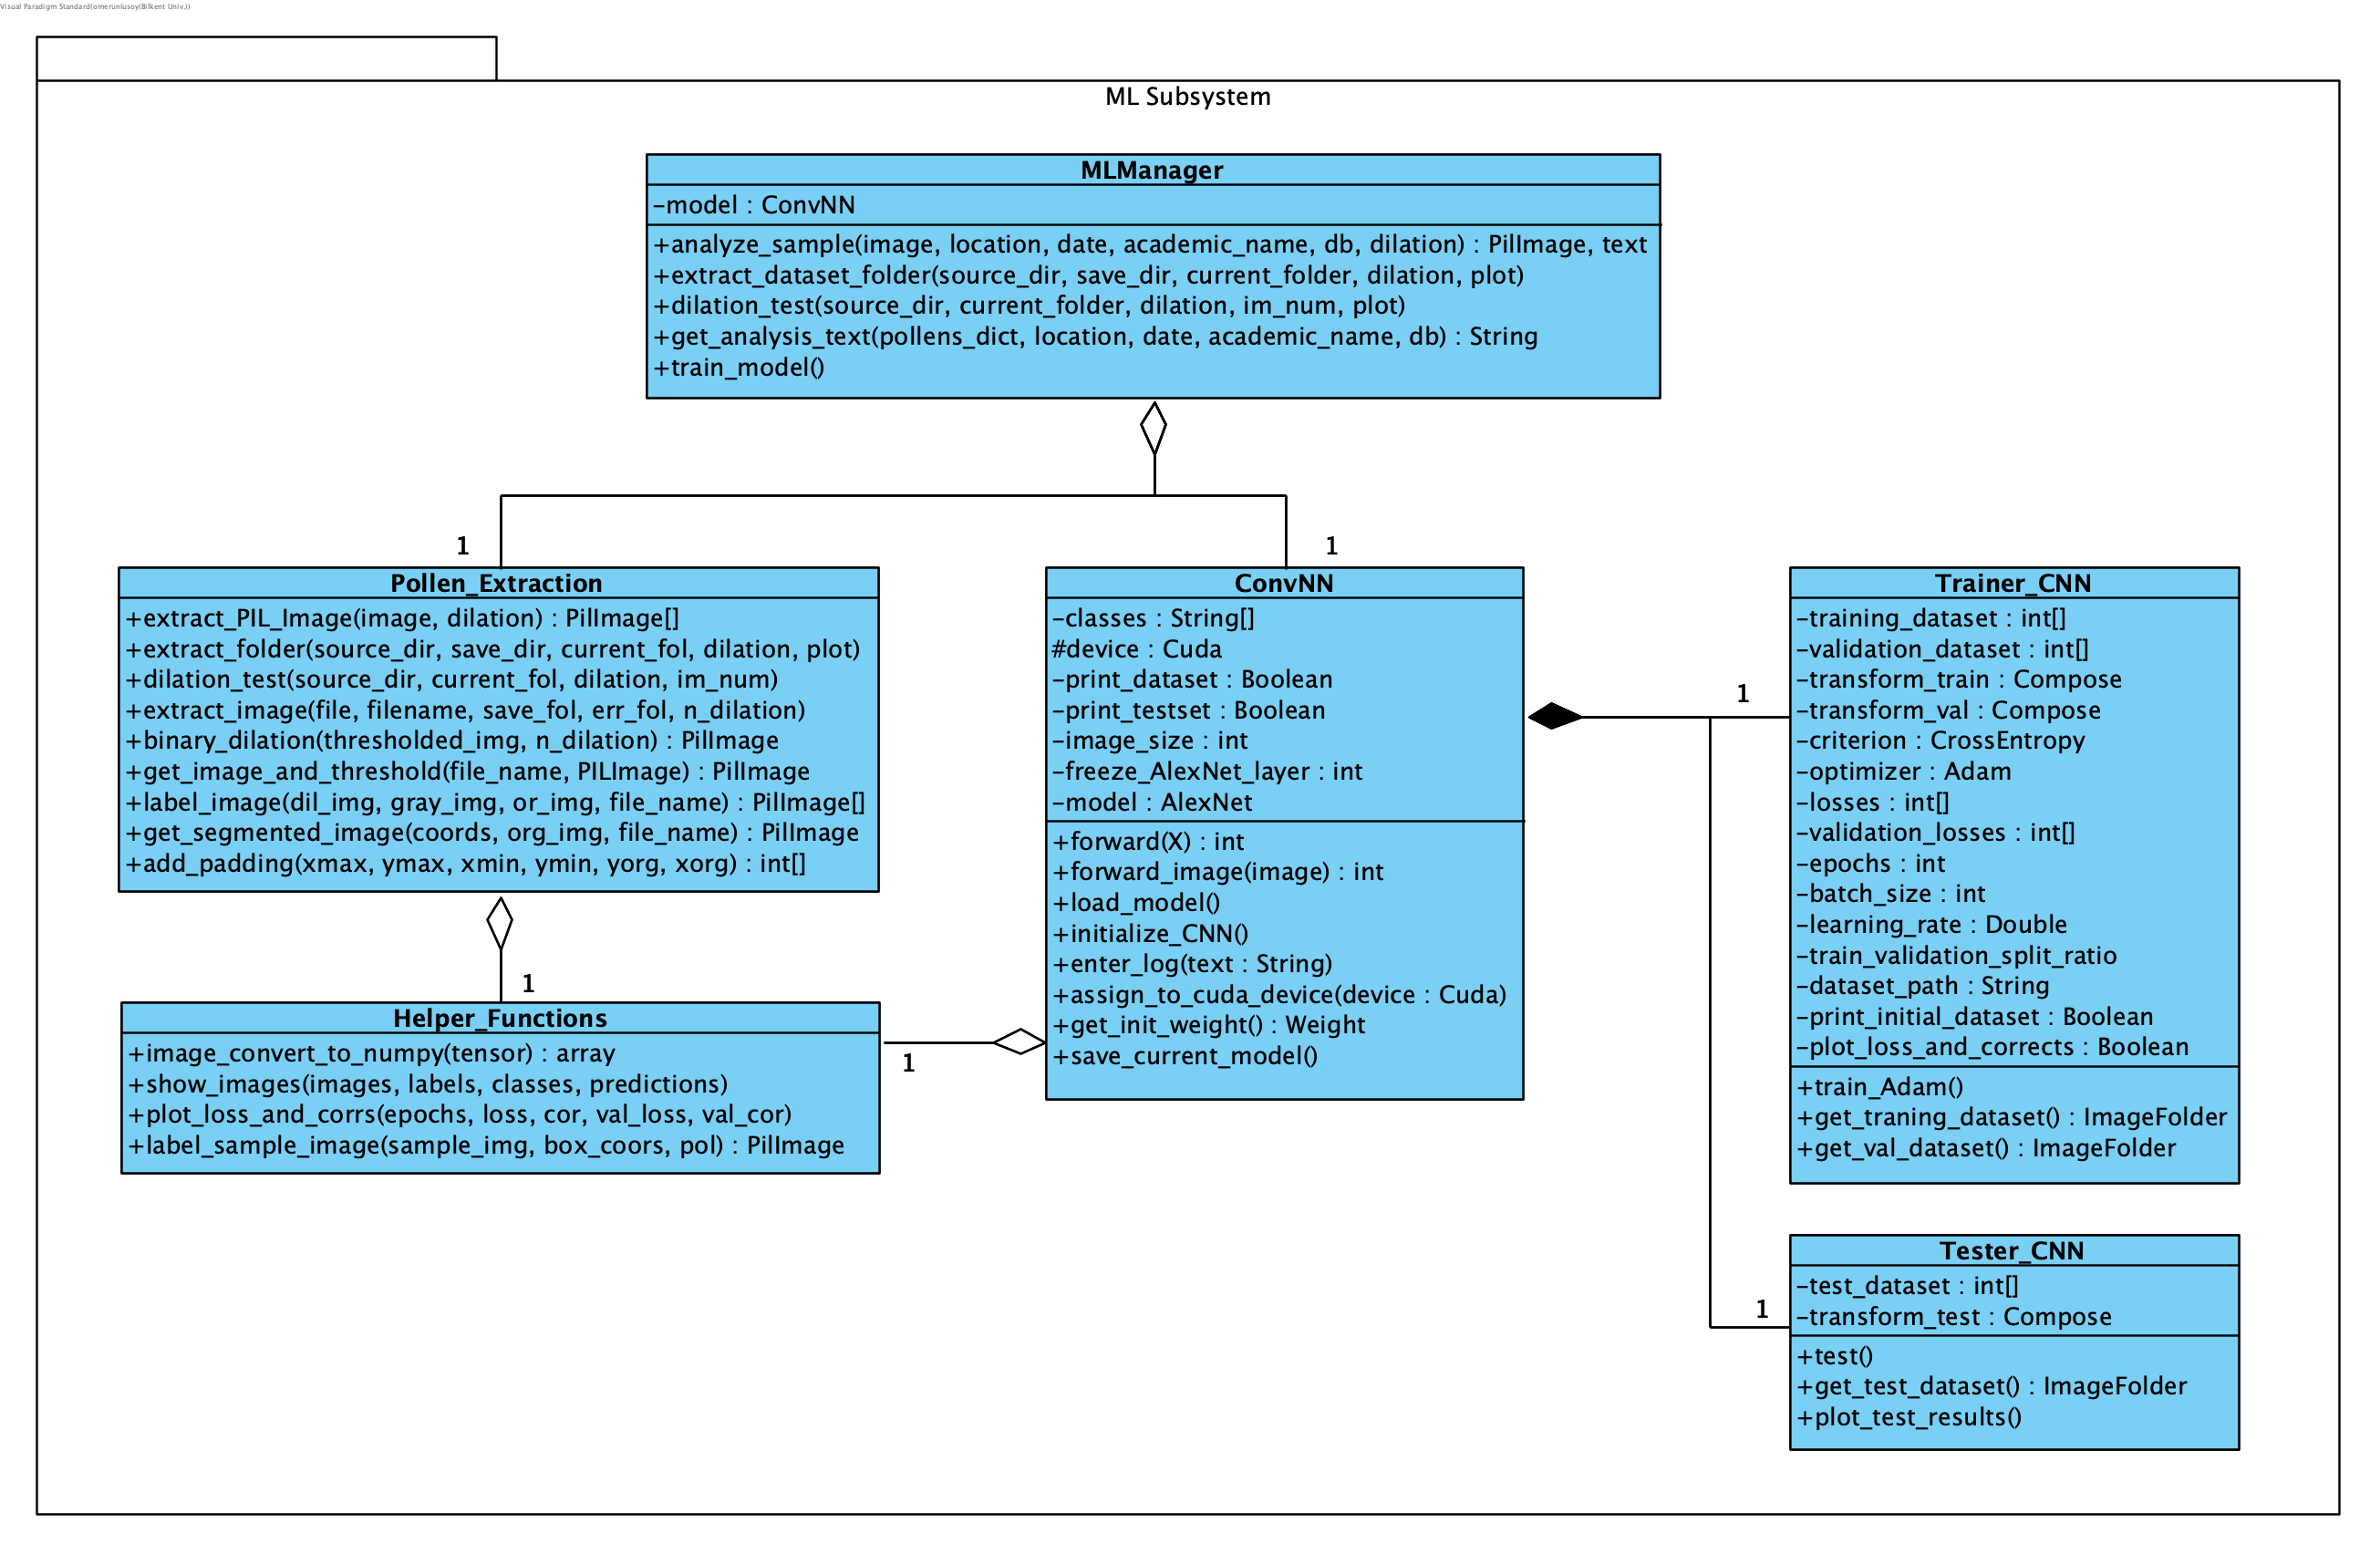 Visual Paradigm Standard(omerunlusoy(Bilkent Univ.))
ML Subsystem
MLManager
-model : ConvNN
+analyze_sample(image, location, date, academic_name, db, dilation) : PilImage, text
+extract_dataset_folder(source_dir, save_dir, current_folder, dilation, plot)
+dilation_test(source_dir, current_folder, dilation, im_num, plot)
+get_analysis_text(pollens_dict, location, date, academic_name, db) : String
+train_model()
1
1
Pollen_Extraction
+extract_PIL_Image(image, dilation) : PilImage[]
+extract_folder(source_dir, save_dir, current_fol, dilation, plot)
+dilation_test(source_dir, current_fol, dilation, im_num)
+extract_image(file, filename, save_fol, err_fol, n_dilation)
+binary_dilation(thresholded_img, n_dilation) : PilImage
+get_image_and_threshold(file_name, PILImage) : PilImage
+label_image(dil_img, gray_img, or_img, file_name) : PilImage[]
+get_segmented_image(coords, org_img, file_name) : PilImage
+add_padding(xmax, ymax, xmin, ymin, yorg, xorg) : int[]
1
Helper_Functions
+image_convert_to_numpy(tensor) : array
+show_images(images, labels, classes, predictions)
+plot_loss_and_corrs(epochs, loss, cor, val_loss, val_cor)
+label_sample_image(sample_img, box_coors, pol) : PilImage
1
ConvNN
-classes : String[]
#device : Cuda
-print_dataset : Boolean
-print_testset : Boolean
-image_size : int
-freeze_AlexNet_layer : int
-model : AlexNet
+forward(X) : int
+forward_image(image) : int
+load_model()
+initialize_CNN()
+enter_log(text : String)
+assign_to_cuda_device(device : Cuda)
+get_init_weight() : Weight
+save_current_model()
1
Trainer_CNN
-training_dataset : int[]
-validation_dataset : int[]
-transform_train : Compose
-transform_val : Compose
-criterion : CrossEntropy
-optimizer : Adam
-losses : int[]
-validation_losses : int[]
-epochs : int
-batch_size : int
-learning_rate : Double
-train_validation_split_ratio
-dataset_path : String
-print_initial_dataset : Boolean
-plot_loss_and_corrects : Boolean
+train_Adam()
+get_traning_dataset() : ImageFolder
+get_val_dataset() : ImageFolder
1
Tester_CNN
-test_dataset : int[]
-transform_test : Compose
+test()
+get_test_dataset() : ImageFolder
+plot_test_results()